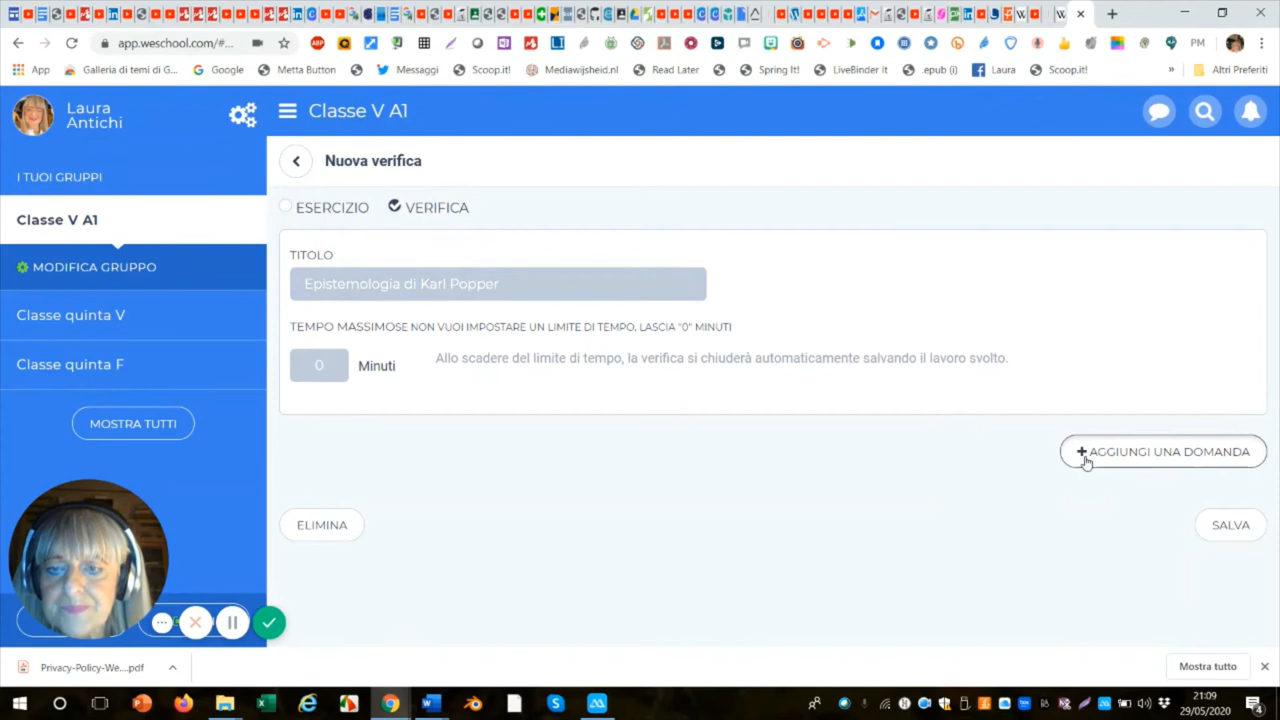 app.weschool.com/#...
PM
App
Galleria di temi di G...
Google
Metta Button
Messaggi
Scoop.it!
Mediawijsheid.nl
Read Later
Spring It!
LiveBinder It
.epub (i)
Laura
Scoop.it!
»
Altri Preferiti
Laura
Antichi
Classe V A1
Nuova verifica
I TUOI GRUPPI
Classe V A1
MODIFICA GRUPPO
Classe quinta V
Classe quinta F
MOSTRA TUTTI
ESERCIZIO
VERIFICA
TITOLO
Epistemologia di Karl Popper
TEMPO MASSIMOSE NON VUOI IMPOSTARE UN LIMITE DI TEMPO, LASCIA "0" MINUTI
0 Minuti
Allo scadere del limite di tempo, la verifica si chiuderà automaticamente salvando il lavoro svolto.
+AGGIUNGI UNA DOMANDA
ELIMINA
SALVA
Privacy-Policy-We....pdf
Mostra tutto
21:09
29/05/2020